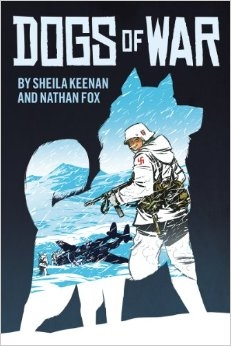 DOGS OF WAR
BY SHEILA KEENAN
AND NATHAN FOX